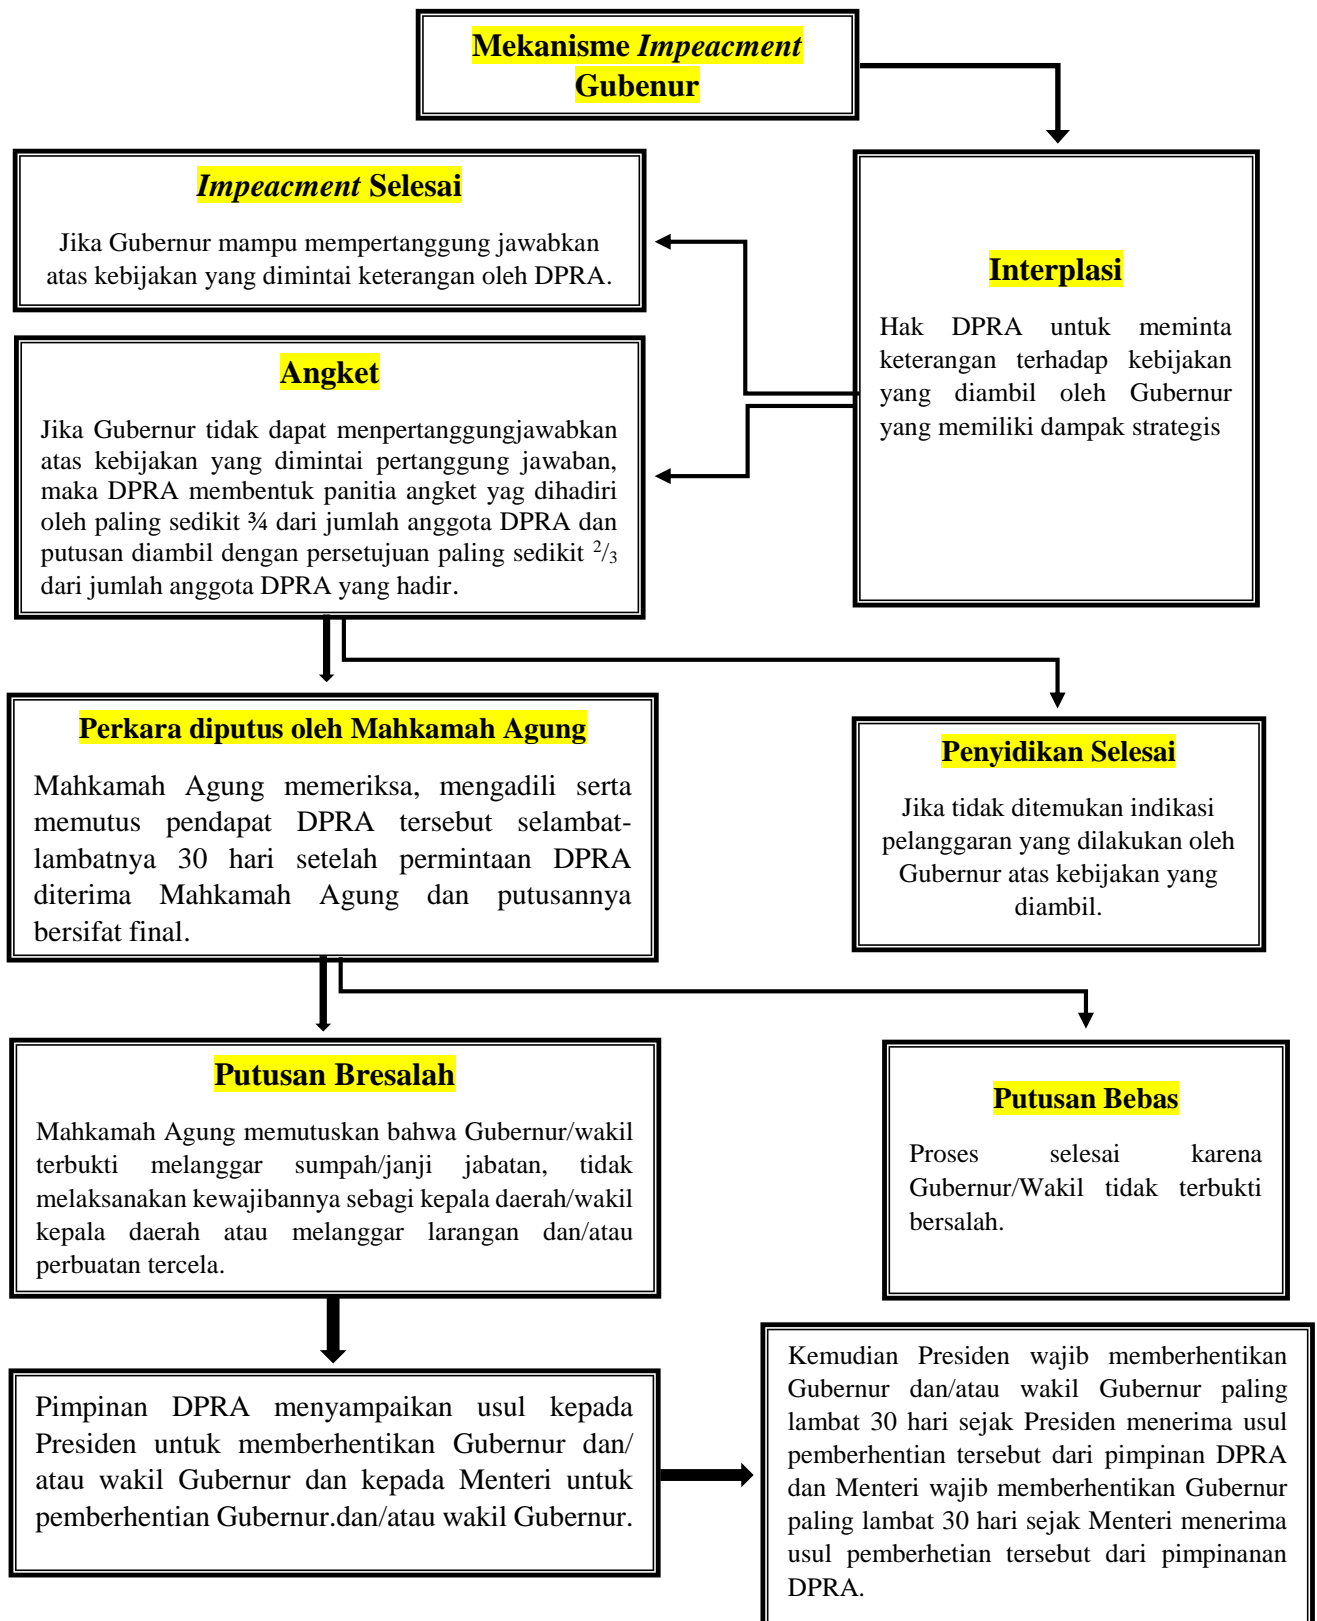 Mekanisme Impeacment
Gubenur
Impeacment Selesai
Jika Gubernur mampu mempertanggung jawabkan
atas kebijakan yang dimintai keterangan oleh DPRA.
Interplasi
Hak DPRA untuk meminta
keterangan terhadap kebijakan
yang diambil oleh Gubernur
yang memiliki dampak strategis
Angket
Jika Gubernur tidak dapat menpertanggungjawabkan
atas kebijakan yang dimintai pertanggung jawaban,
maka DPRA membentuk panitia angket yag dihadiri
oleh paling sedikit ¾ dari jumlah anggota DPRA dan
putusan diambil dengan persetujuan paling sedikit ²/₃
dari jumlah anggota DPRA yang hadir.
Perkara diputus oleh Mahkamah Agung
Mahkamah Agung memeriksa, mengadili serta
memutus pendapat DPRA tersebut selambat-
lambatnya 30 hari setelah permintaan DPRA
diterima Mahkamah Agung dan putusannya
bersifat final.
Penyidikan Selesai
Jika tidak ditemukan indikasi
pelanggaran yang dilakukan oleh
Gubernur atas kebijakan yang
diambil.
Putusan Bresalah
Mahkamah Agung memutuskan bahwa Gubernur/wakil
terbukti melanggar sumpah/janji jabatan, tidak
melaksanakan kewajibannya sebagi kepala daerah/wakil
kepala daerah atau melanggar larangan dan/atau
perbuatan tercela.
Putusan Bebas
Proses selesai karena
Gubernur/Wakil tidak terbukti
bersalah.
Pimpinan DPRA menyampaikan usul kepada
Presiden untuk memberhentikan Gubernur dan/
atau wakil Gubernur dan kepada Menteri untuk
pemberhentian Gubernur.dan/atau wakil Gubernur.
Kemudian Presiden wajib memberhentikan
Gubernur dan/atau wakil Gubernur paling
lambat 30 hari sejak Presiden menerima usul
pemberhentian tersebut dari pimpinan DPRA
dan Menteri wajib memberhentikan Gubernur
paling lambat 30 hari sejak Menteri menerima
usul pemberhetian tersebut dari pimpinanan
DPRA.